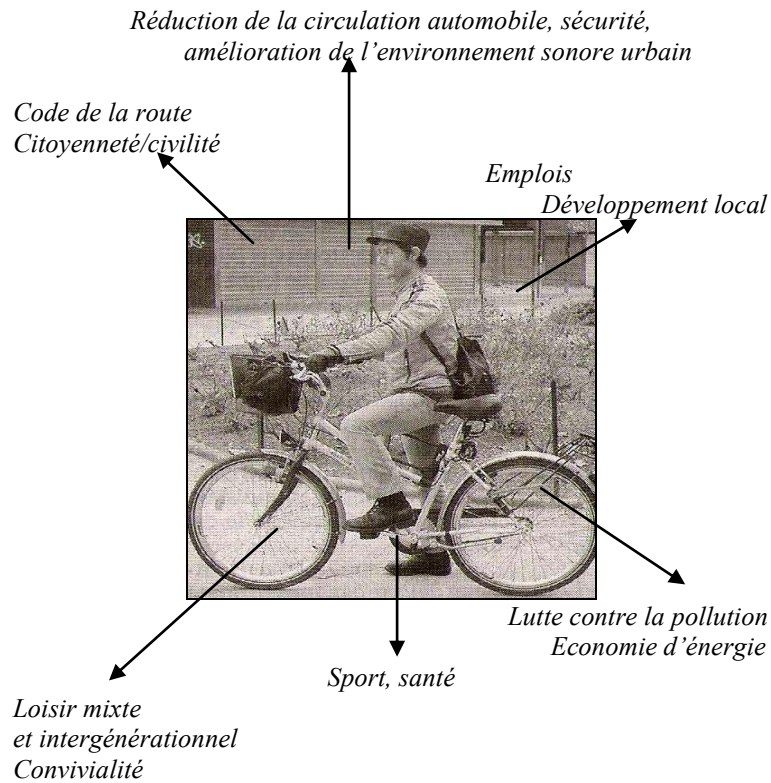 Réduction de la circulation automobile, sécurité,
amélioration de l’environnement sonore urbain
Code de la route
Citoyenneté/civilité
Emplois
Développement local
Lutte contre la pollution
Economie d’énergie
Sport, santé
Loisir mixte
et intergénérationnel
Convivialité